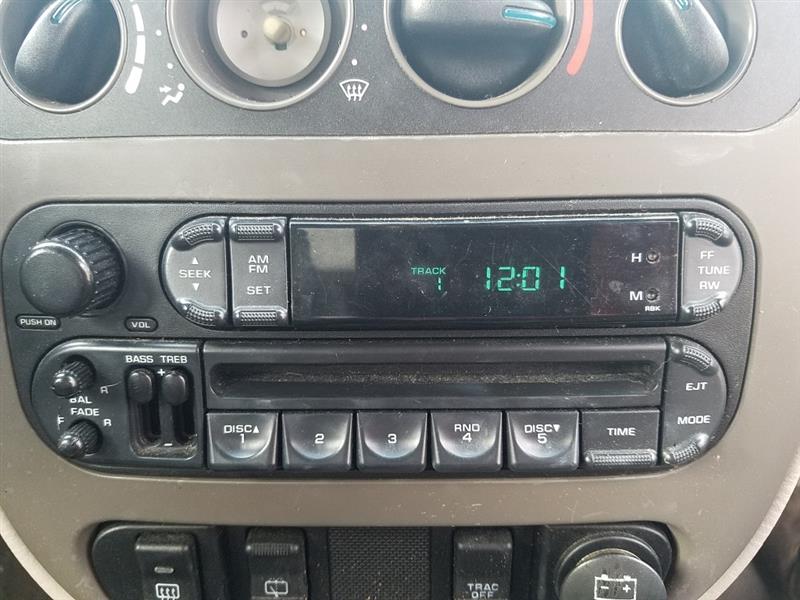 SEEK
AM
FM
SET
TRACK
1
12:01
H
M
RBK
FF
TUNE
RW
PUSH ON
VOL
BASS TREB
+
-
BAL
R
FADE
F R
DISC▲
1
2
3
RND
4
DISC▼
5
TIME
EJT
MODE
TRAC
OFF
- +